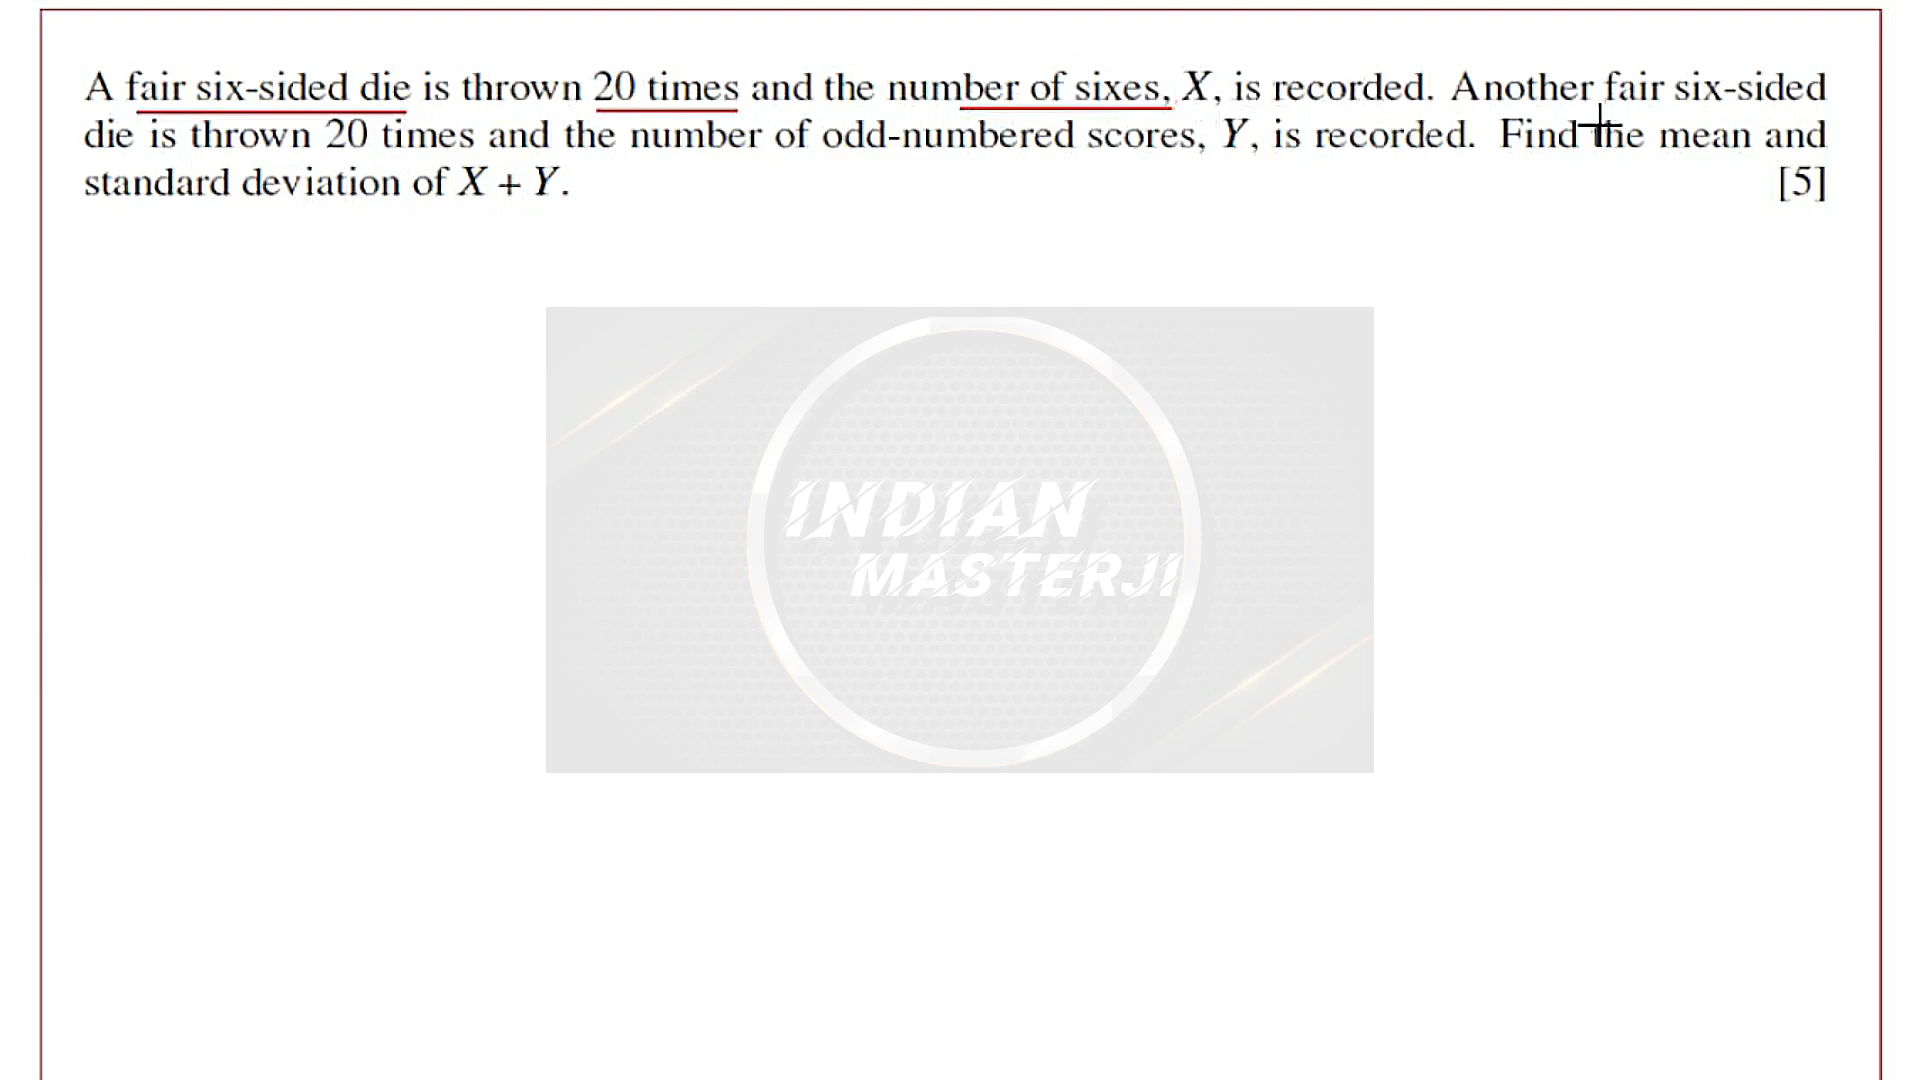 A fair six-sided die is thrown 20 times and the number of sixes, X, is recorded. Another fair six-sided
die is thrown 20 times and the number of odd-numbered scores, Y, is recorded. Find the mean and
standard deviation of X + Y. [5]
INDIAN
MASTERJI